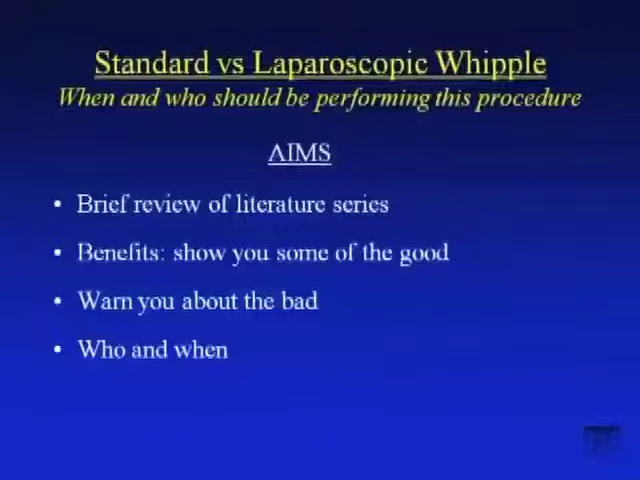 Standard vs Laparoscopic Whipple
When and who should be performing this procedure
AIMS
• Brief review of literature series
• Benefits: show you some of the good
• Warn you about the bad
• Who and when